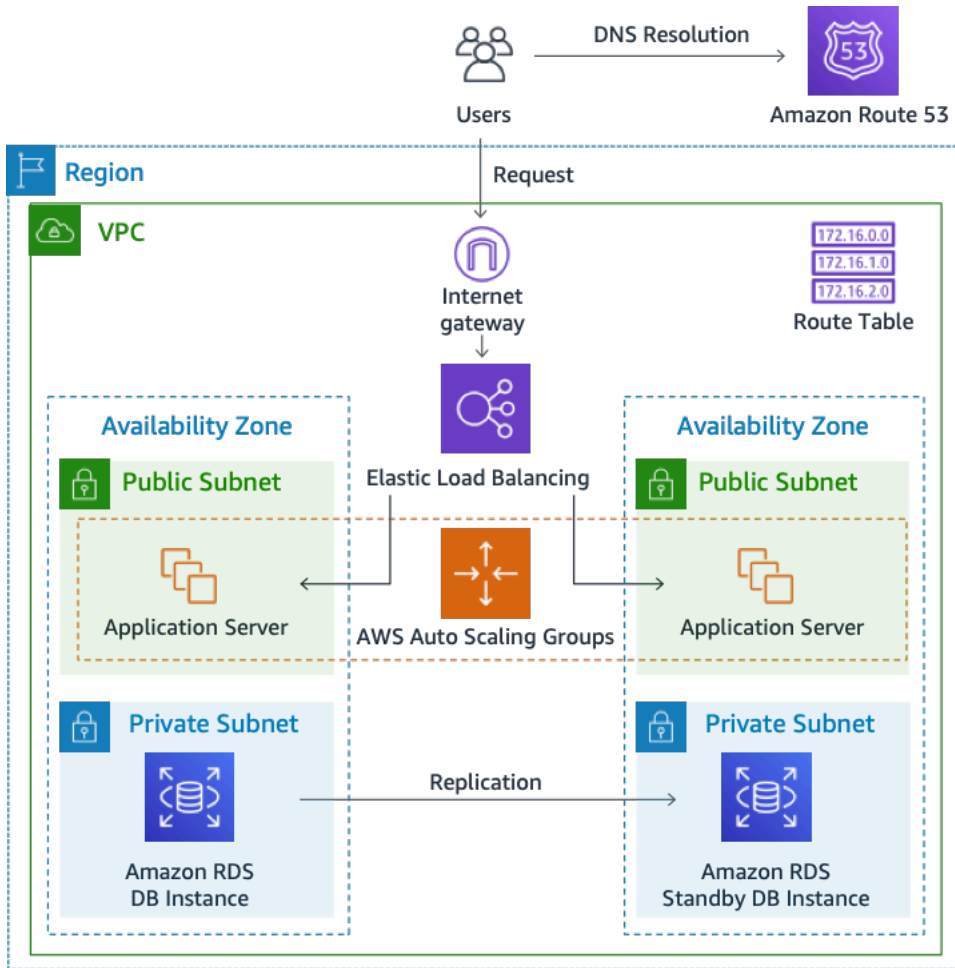 DNS Resolution
53
Users
Amazon Route 53
Region
Request
VPC
172.16.0.0
172.16.1.0
172.16.2.0
Route Table
Internet
gateway
Availability Zone
Availability Zone
Public Subnet
Elastic Load Balancing
Public Subnet
Application Server
AWS Auto Scaling Groups
Application Server
Private Subnet
Private Subnet
Replication
Amazon RDS
DB Instance
Amazon RDS
Standby DB Instance